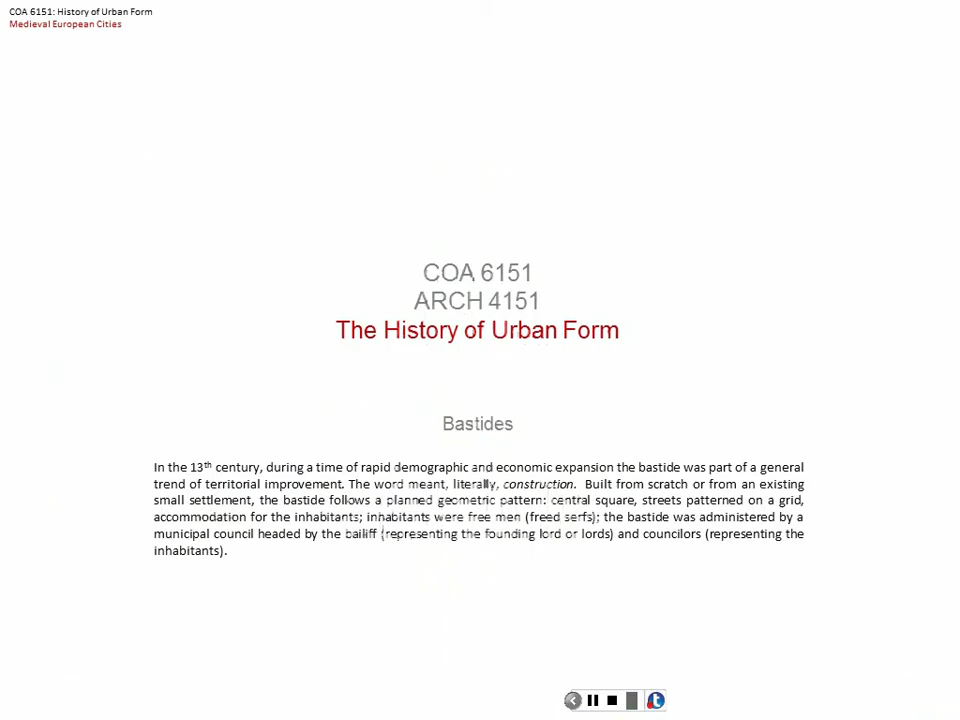 COA 6151: History of Urban Form
Medieval European Cities
COA 6151
ARCH 4151
The History of Urban Form
Bastides
In the 13th century, during a time of rapid demographic and economic expansion the bastide was part of a general
trend of territorial improvement. The word meant, literally, construction. Built from scratch or from an existing
small settlement, the bastide follows a planned geometric pattern: central square, streets patterned on a grid,
accommodation for the inhabitants; inhabitants were free men (freed serfs); the bastide was administered by a
municipal council headed by the bailiff (representing the founding lord or lords) and councilors (representing the
inhabitants).